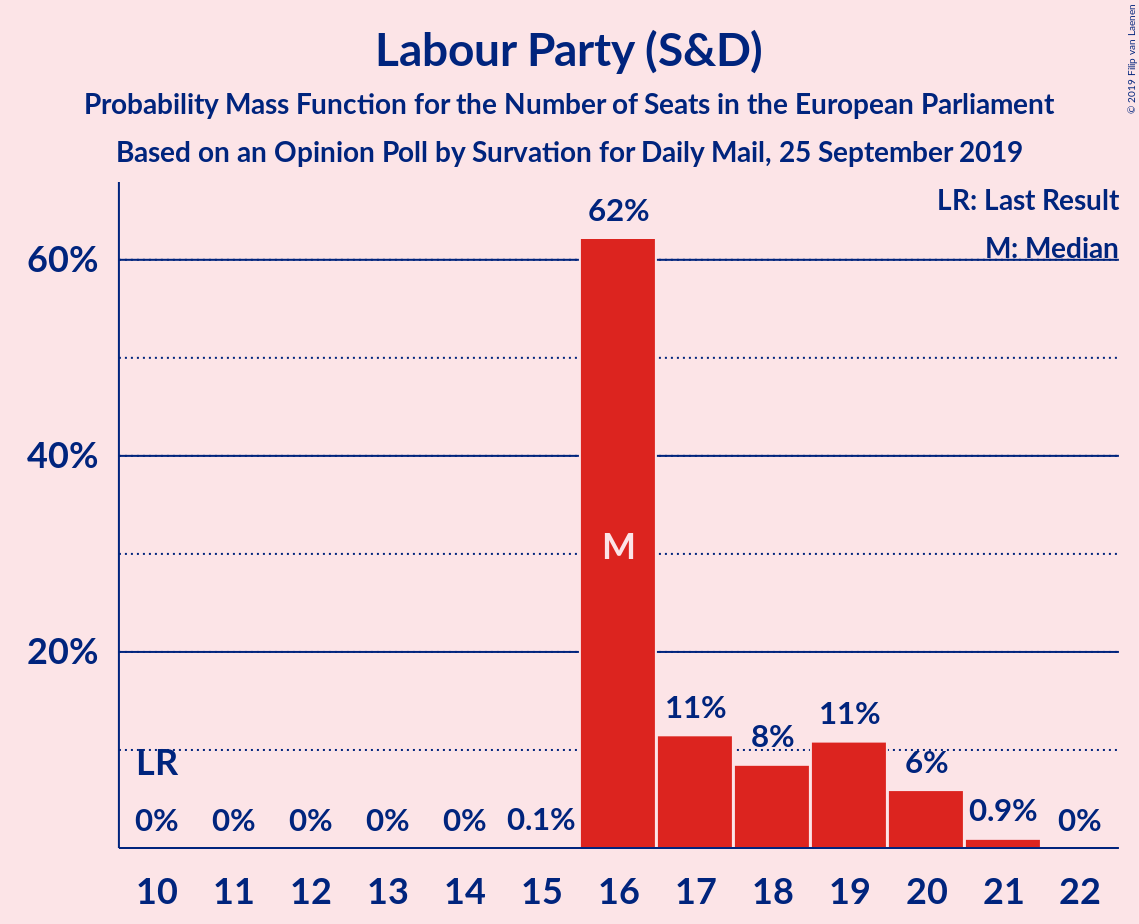 Labour Party (S&D)
Probability Mass Function for the Number of Seats in the European Parliament
Based on an Opinion Poll by Survation for Daily Mail, 25 September 2019
© 2019 Filip van Laenen
LR: Last Result
M: Median
60%
40%
20%
62%
M
11%
8%
11%
6%
0.9%
0%
LR
0% 0% 0% 0% 0% 0.1%
10 11 12 13 14 15 16 17 18 19 20 21 22